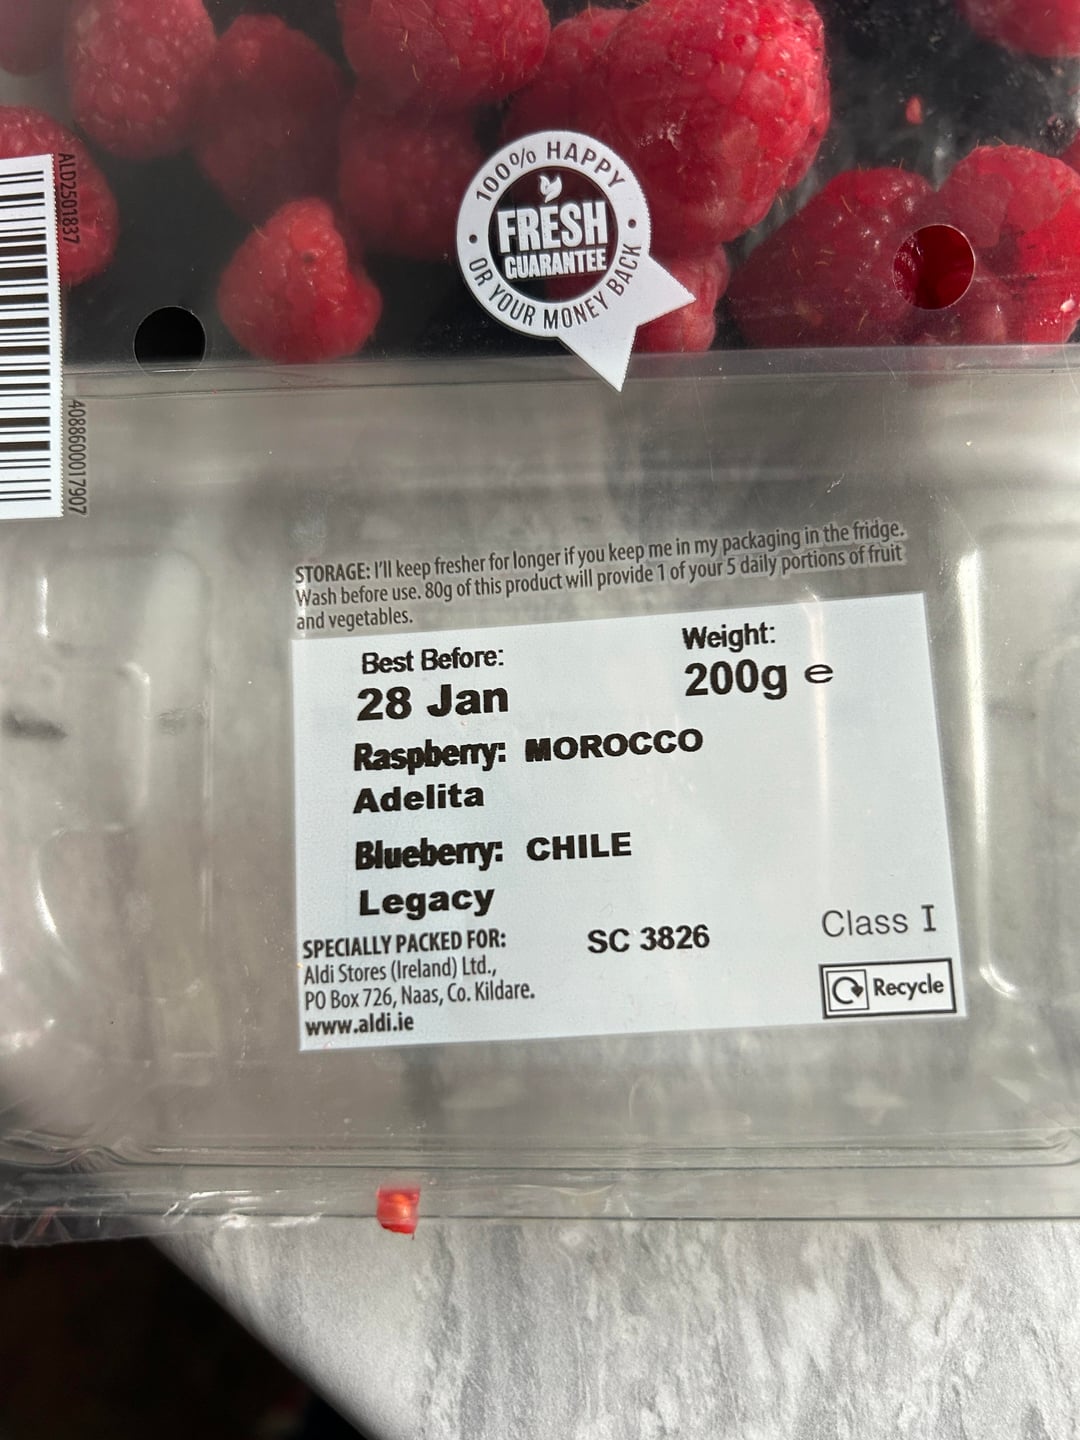 100% HAPPY
FRESH
GUARANTEE
OR YOUR MONEY BACK
ALD2501837
4088600017907
STORAGE: I'll keep fresher for longer if you keep me in my packaging in the fridge.
Wash before use. 80g of this product will provide 1 of your 5 daily portions of fruit
and vegetables.
Best Before:
28 Jan
Weight:
200g e
Raspberry: MOROCCO
Adelita
Blueberry: CHILE
Legacy
SPECIALLY PACKED FOR:
Aldi Stores (Ireland) Ltd.,
PO Box 726, Naas, Co. Kildare.
www.aldi.ie
SC 3826
Class I
Recycle